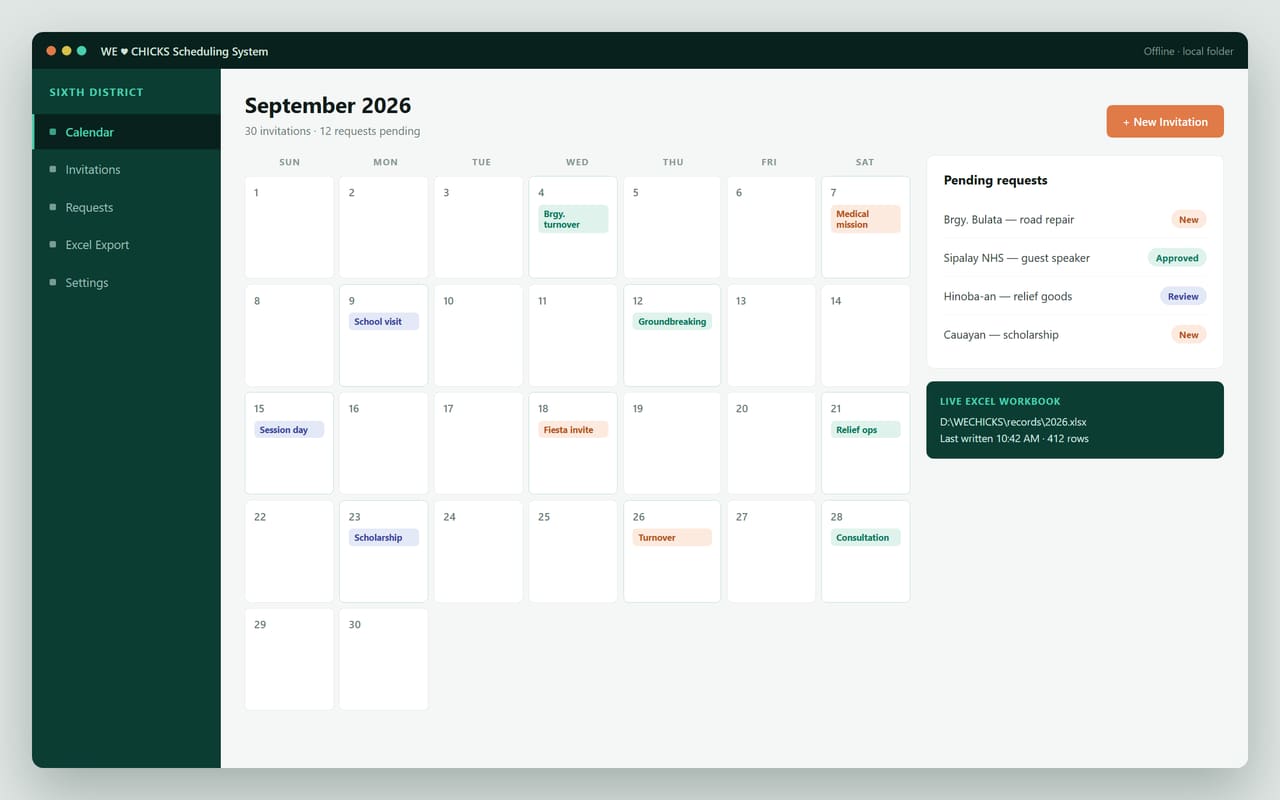 WE ♥ CHICKS Scheduling System
Offline · local folder
SIXTH DISTRICT
Calendar
Invitations
Requests
Excel Export
Settings
September 2026
30 invitations · 12 requests pending
+ New Invitation
SUN MON TUE WED THU FRI SAT
1 2 3 4 5 6 7
Brgy. turnover
Medical mission
8 9 10 11 12 13 14
School visit
Groundbreaking
15 16 17 18 19 20 21
Session day
Fiesta invite
Relief ops
22 23 24 25 26 27 28
Scholarship
Turnover
Consultation
29 30
Pending requests
Brgy. Bulata — road repair New
Sipalay NHS — guest speaker Approved
Hinoba-an — relief goods Review
Cauayan — scholarship New
LIVE EXCEL WORKBOOK
D:\WECHICKS\records\2026.xlsx
Last written 10:42 AM · 412 rows